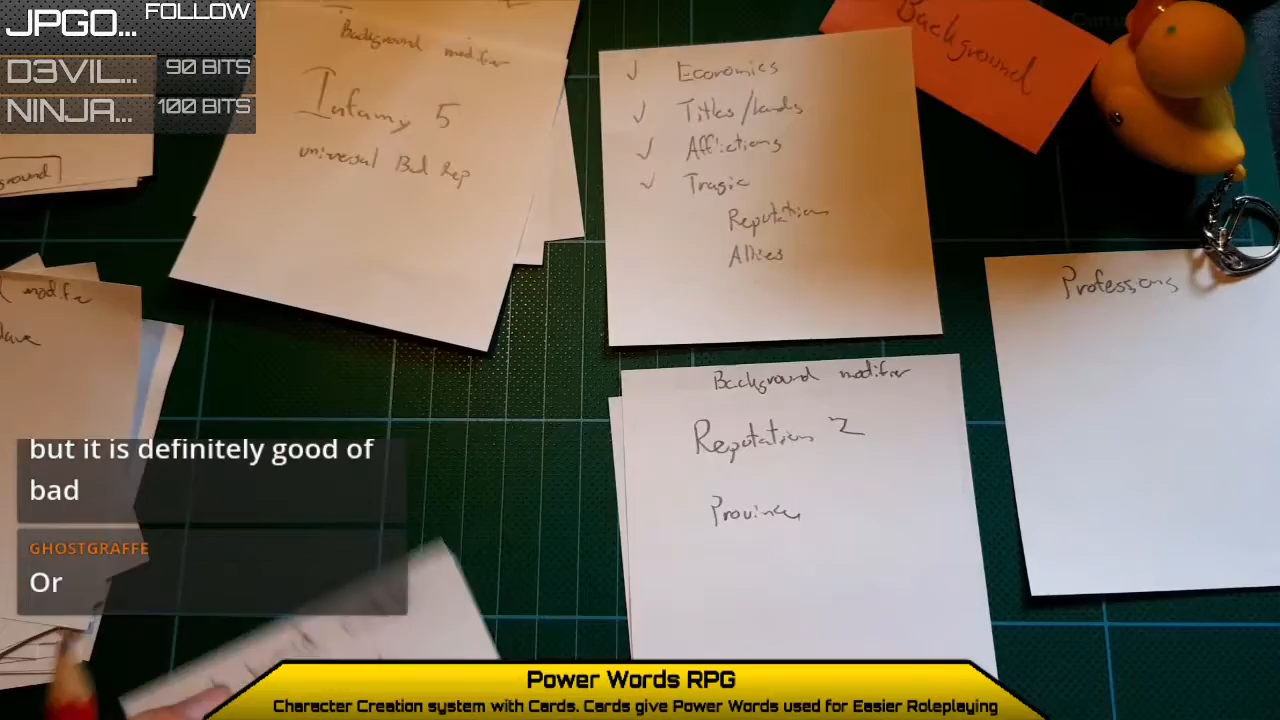 JPGO... FOLLOW
D3VIL... 90 BITS
NINJA... 100 BITS
Background modifier
Infamy 5
universal Bad Rep
✓ Economics
✓ Titles/lands
✓ Afflictions
✓ Tragic
Reputation
Allies
Background
Professions
Background modifier
Reputation 2
Province
but it is definitely good of
bad
GHOSTGRAFFE
Or
Power Words RPG
Character Creation system with Cards. Cards give Power Words used for Easier Roleplaying